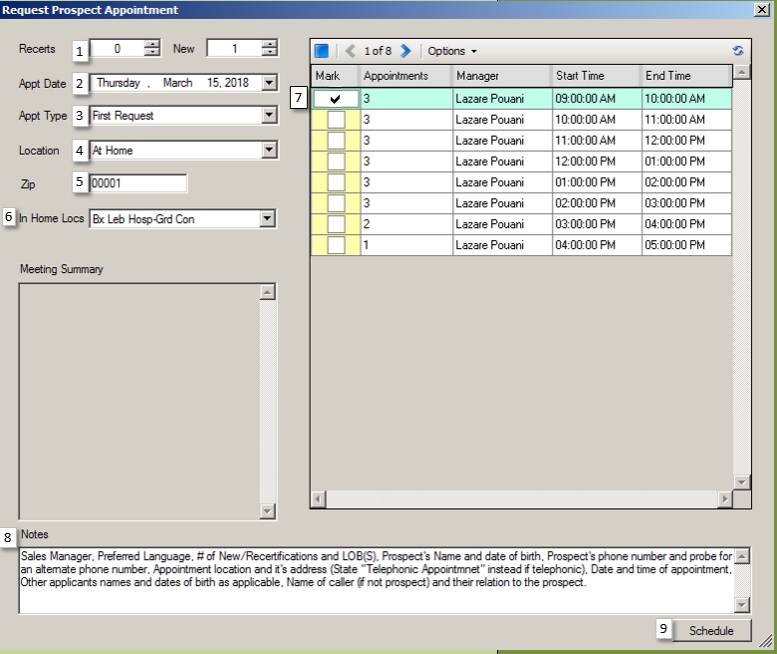 Request Prospect Appointment
Recerts 1 0 New 1
Appt Date 2 Thursday , March 15, 2018
Appt Type 3 First Request
Location 4 At Home
Zip 5 00001
6 In Home Locs Bx Leb Hosp-Grd Con
Meeting Summary
1 of 8 Options
Mark Appointments Manager Start Time End Time
7 3 Lazare Pouani 09:00:00 AM 10:00:00 AM
3 Lazare Pouani 10:00:00 AM 11:00:00 AM
3 Lazare Pouani 11:00:00 AM 12:00:00 PM
3 Lazare Pouani 12:00:00 PM 01:00:00 PM
3 Lazare Pouani 01:00:00 PM 02:00:00 PM
3 Lazare Pouani 02:00:00 PM 03:00:00 PM
2 Lazare Pouani 03:00:00 PM 04:00:00 PM
1 Lazare Pouani 04:00:00 PM 05:00:00 PM
8 Notes
Sales Manager, Preferred Language, # of New/Recertifications and LOB(S), Prospect's Name and date of birth, Prospect's phone number and probe for
an alternate phone number, Appointment location and it's address (State "Telephonic Appointmnet" instead if telephonic), Date and time of appointment,
Other applicants names and dates of birth as applicable, Name of caller (if not prospect) and their relation to the prospect.
9 Schedule